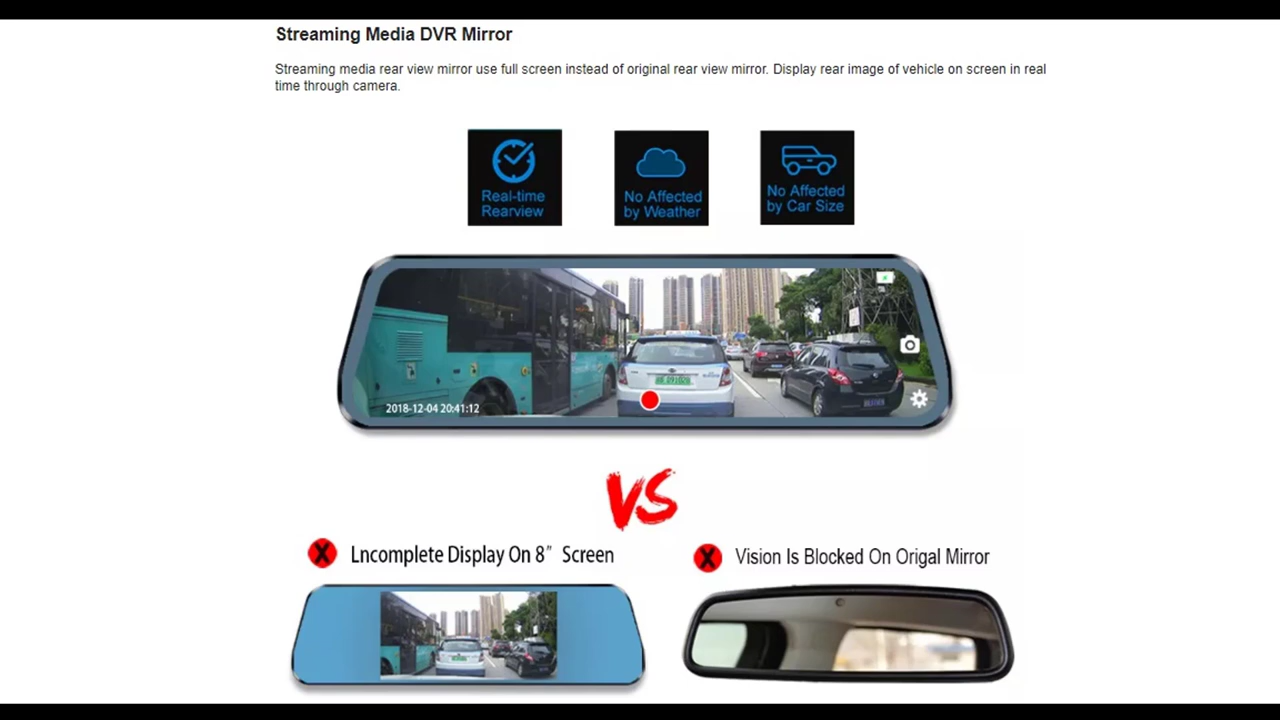 Streaming Media DVR Mirror
Streaming media rear view mirror use full screen instead of original rear view mirror. Display rear image of vehicle on screen in real
time through camera.
Real-time
Rearview
No Affected
by Weather
No Affected
by Car Size
2018-12-04 20:41:12
VS
X Lncomplete Display On 8" Screen
X Vision Is Blocked On Origal Mirror